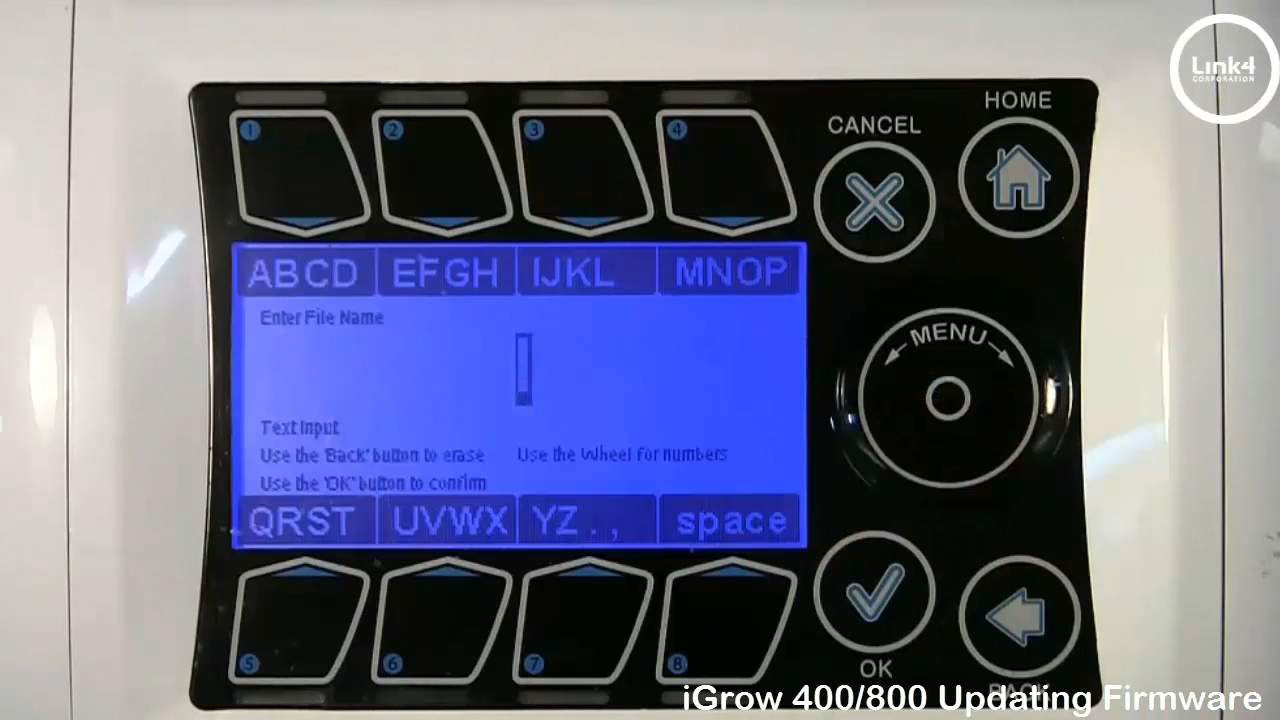 Link4
CORPORATION
HOME
CANCEL
1 2 3 4
ABCD EFGH IJKL MNOP
Enter File Name
MENU
Text Input
Use the 'Back' button to erase Use the Wheel for numbers
Use the 'OK' button to confirm
QRST UVWX YZ . , space
5 6 7 8
OK
BACK
iGrow 400/800 Updating Firmware